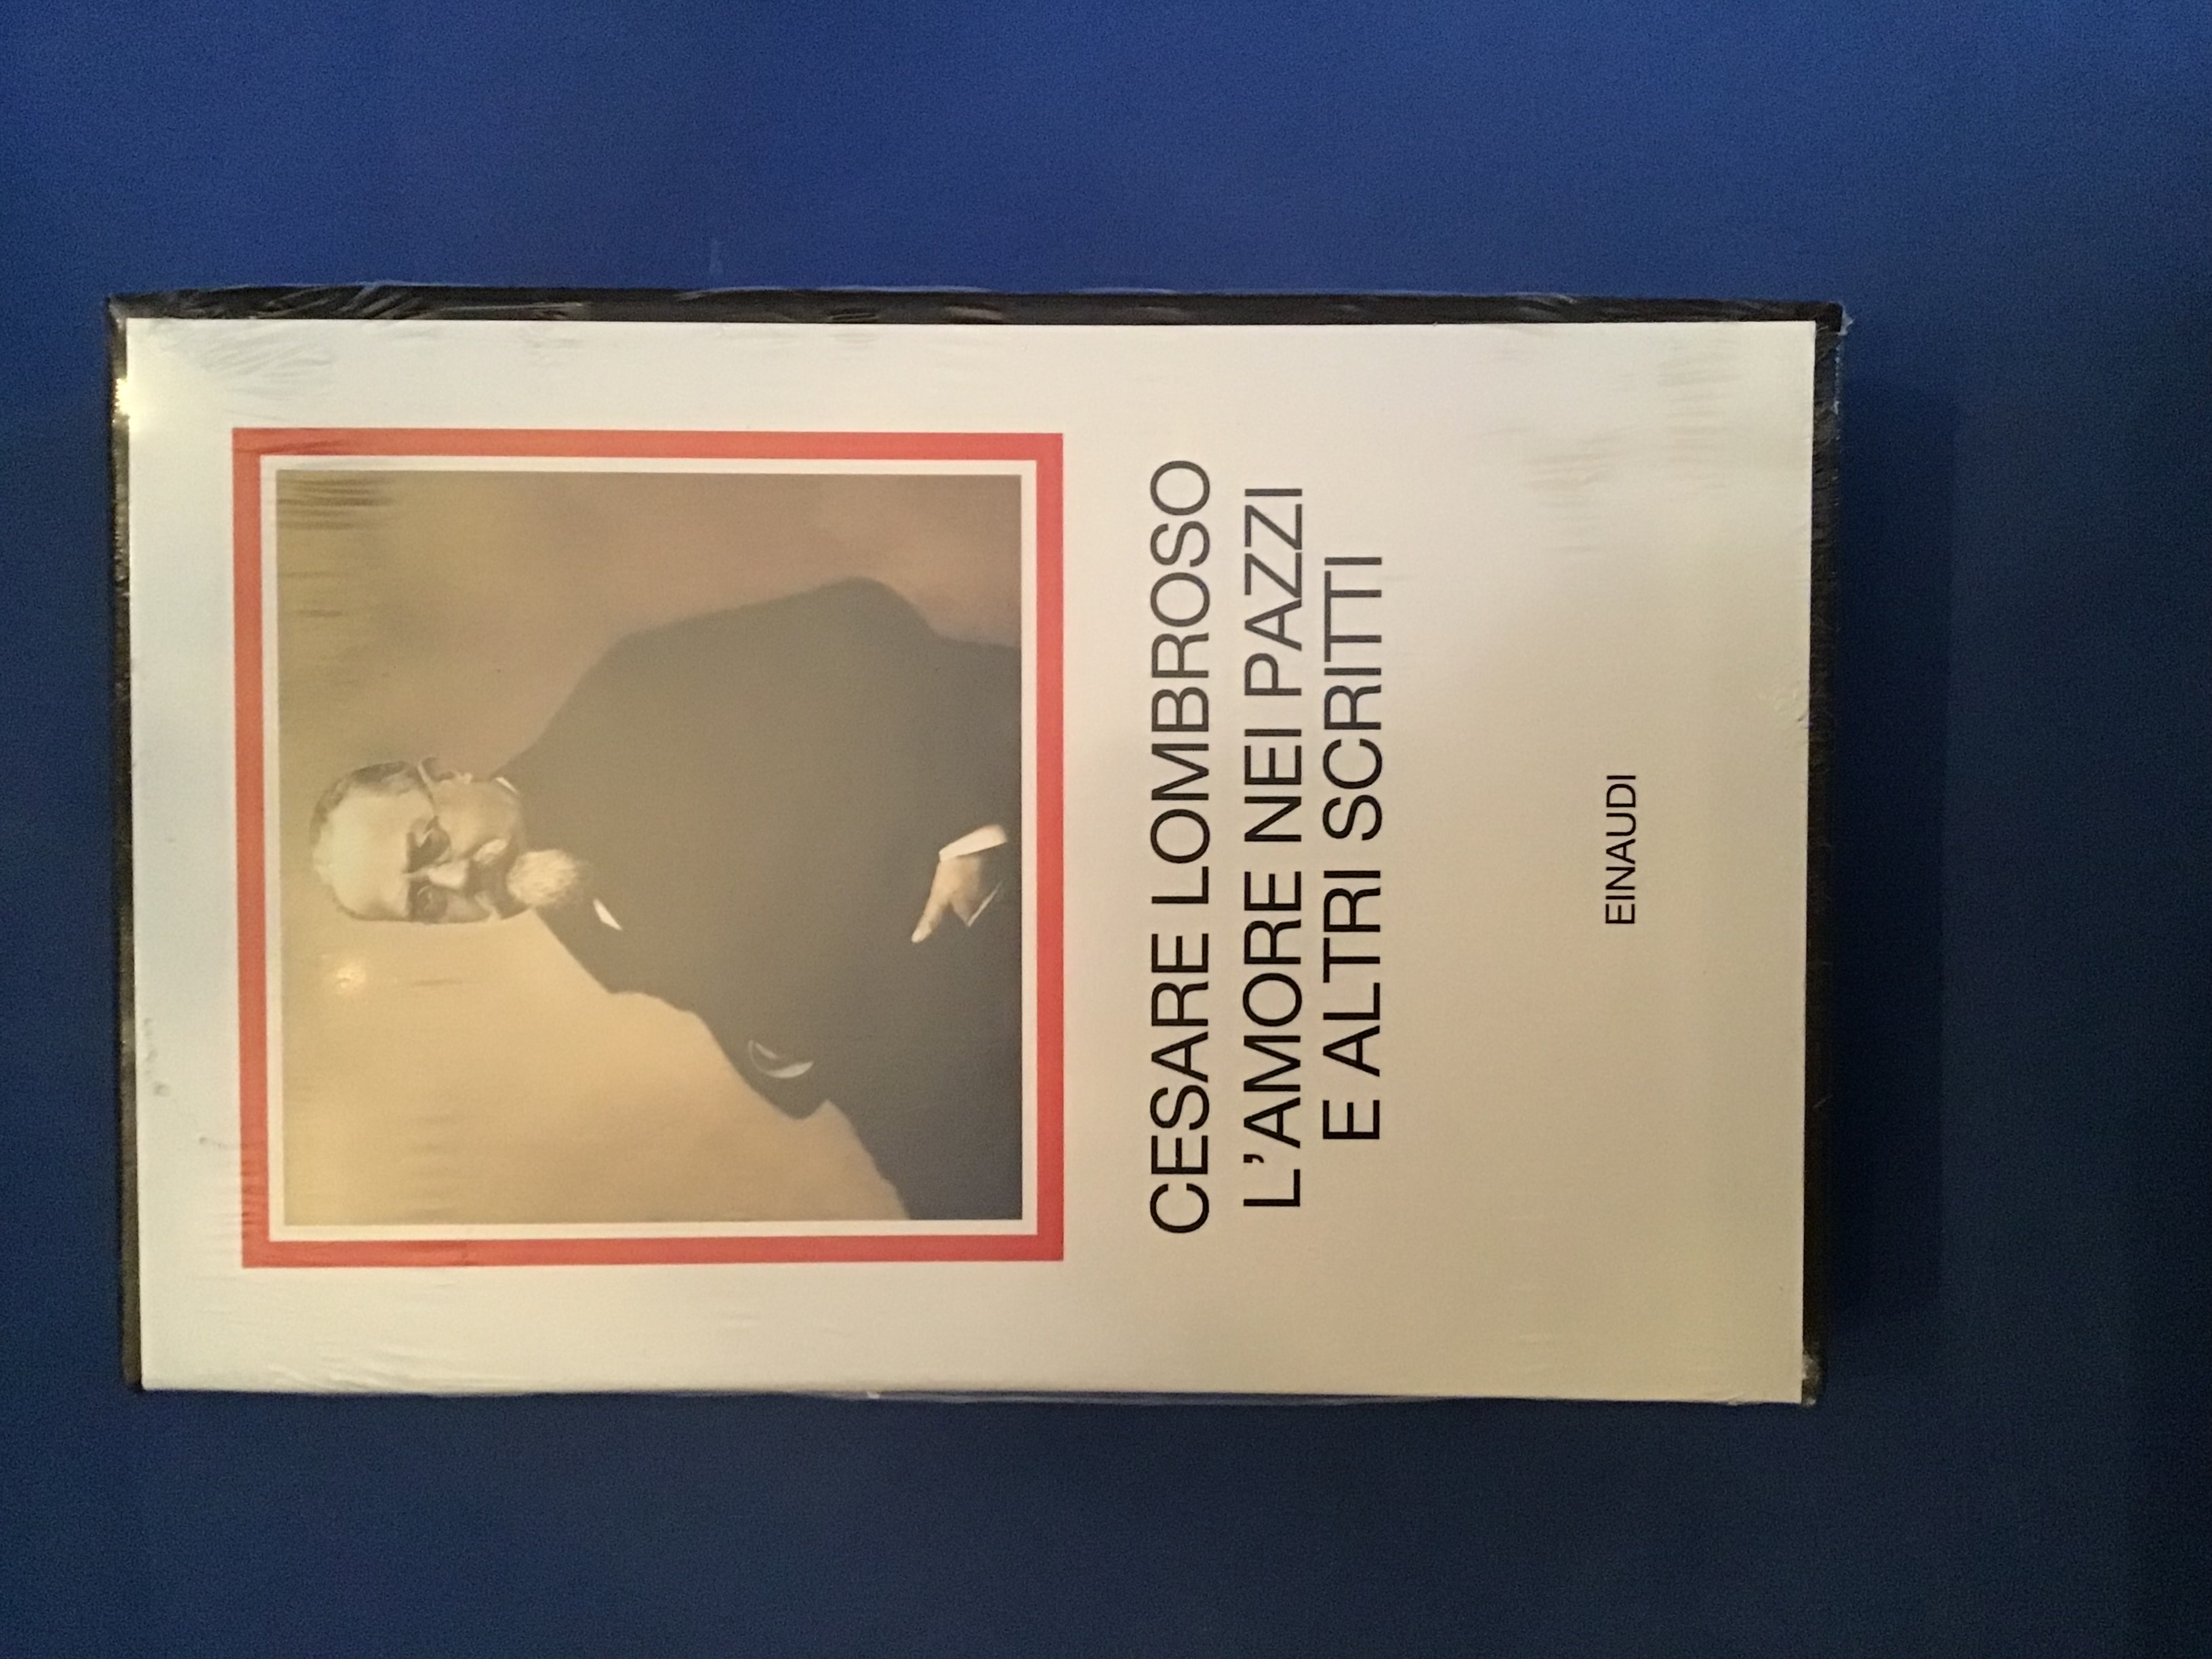 CESARE LOMBROSO
L'AMORE NEI PAZZI
E ALTRI SCRITTI
EINAUDI